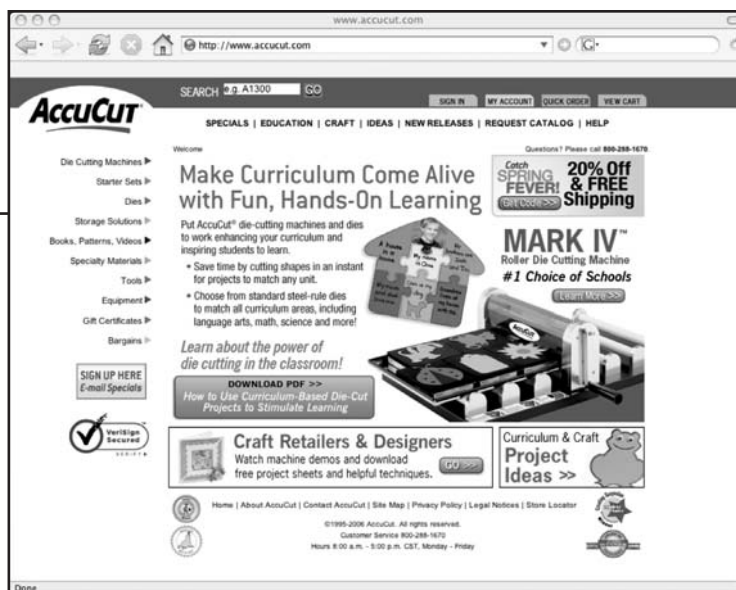 www.accucut.com
http://www.accucut.com
G
ACCUCUT
SEARCH e.g. A1300 GO
SIGN IN MY ACCOUNT QUICK ORDER VIEW CART
SPECIALS | EDUCATION | CRAFT | IDEAS | NEW RELEASES | REQUEST CATALOG | HELP
Welcome
Questions? Please call 800-288-1670.
Die Cutting Machines
Starter Sets
Dies
Storage Solutions
Books, Patterns, Videos
Specialty Materials
Tools
Equipment
Gift Certificates
Bargains
SIGN UP HERE
E-mail Specials
VeriSign
Secured
Make Curriculum Come Alive
with Fun, Hands-On Learning
Put AccuCut® die-cutting machines and dies
to work enhancing your curriculum and
inspiring students to learn.
• Save time by cutting shapes in an instant
for projects to match any unit.
• Choose from standard steel-rule dies
to match all curriculum areas, including
language arts, math, science and more!
Learn about the power of
die cutting in the classroom!
DOWNLOAD PDF >>
How to Use Curriculum-Based Die-Cut
Projects to Stimulate Learning
Catch
SPRING
FEVER!
Get Code >>
20% Off
& FREE
Shipping
MARK IV™
Roller Die Cutting Machine
#1 Choice of Schools
Learn More >>
ACCUCUT
Craft Retailers & Designers
Watch machine demos and download
free project sheets and helpful techniques.
GO >>
Curriculum & Craft
Project
Ideas >>
Home | About AccuCut | Contact AccuCut | Site Map | Privacy Policy | Legal Notices | Store Locator
©1995-2006 AccuCut. All rights reserved.
Customer Service 800-288-1670
Hours 8:00 a.m. - 5:00 p.m. CST, Monday - Friday
Done